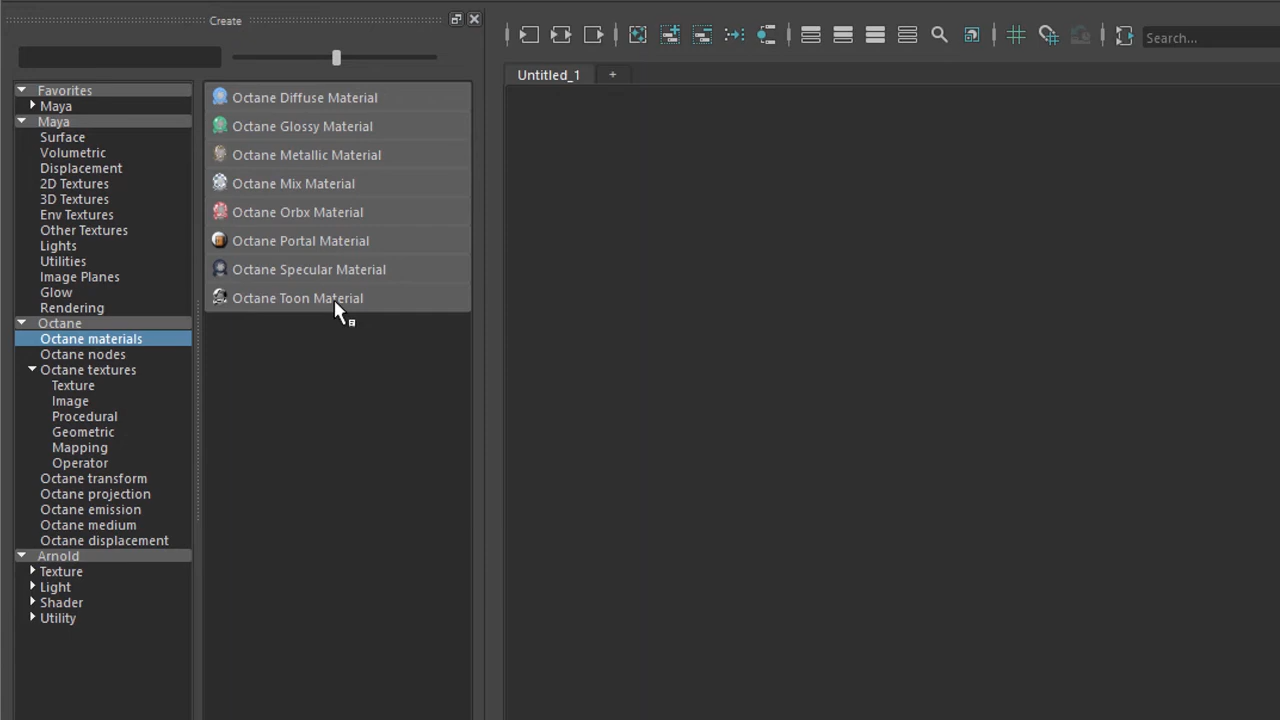 Create
Search...
Untitled_1
+
Favorites
Maya
Maya
Surface
Volumetric
Displacement
2D Textures
3D Textures
Env Textures
Other Textures
Lights
Utilities
Image Planes
Glow
Rendering
Octane
Octane materials
Octane nodes
Octane textures
Texture
Image
Procedural
Geometric
Mapping
Operator
Octane transform
Octane projection
Octane emission
Octane medium
Octane displacement
Arnold
Texture
Light
Shader
Utility
Octane Diffuse Material
Octane Glossy Material
Octane Metallic Material
Octane Mix Material
Octane Orbx Material
Octane Portal Material
Octane Specular Material
Octane Toon Material